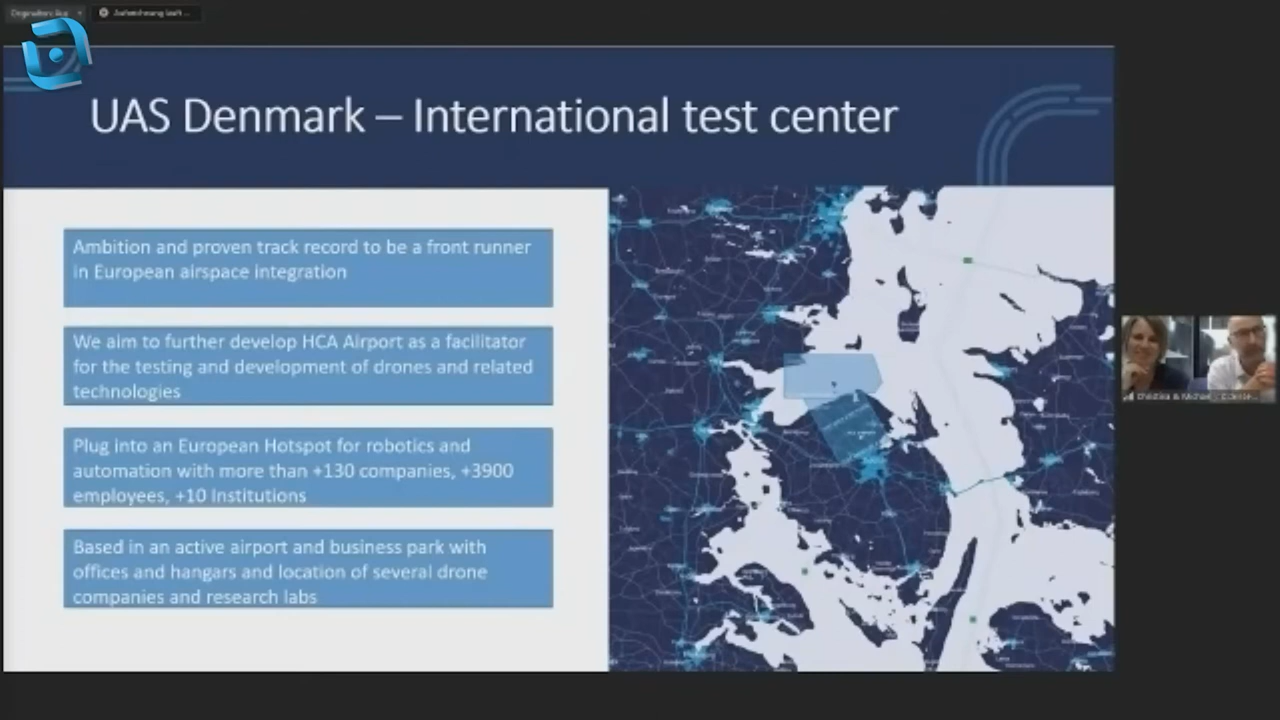 UAS Denmark – International test center
Ambition and proven track record to be a front runner
in European airspace integration
We aim to further develop HCA Airport as a facilitator
for the testing and development of drones and related
technologies
Plug into an European Hotspot for robotics and
automation with more than +130 companies, +3900
employees, +10 Institutions
Based in an active airport and business park with
offices and hangars and location of several drone
companies and research labs